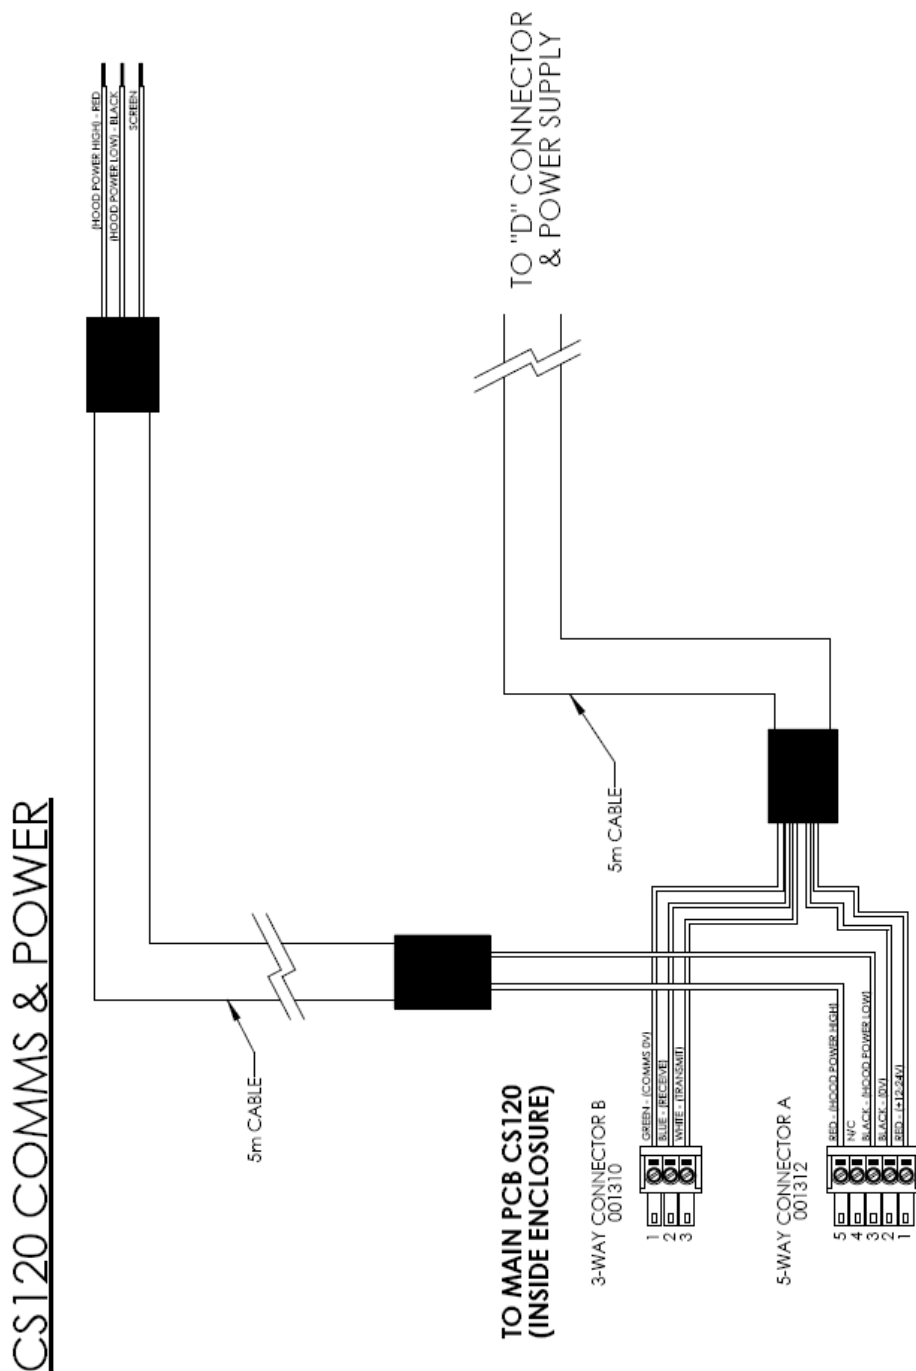 CS120 COMMS & POWER
(HOOD POWER HIGH) - RED
(HOOD POWER LOW) - BLACK
SCREEN
5m CABLE
TO "D" CONNECTOR
& POWER SUPPLY
5m CABLE
TO MAIN PCB CS120
(INSIDE ENCLOSURE)
3-WAY CONNECTOR B
001310
1
2
3
GREEN - (COMMS 0V)
BLUE - (RECEIVE)
WHITE - (TRANSMIT)
5-WAY CONNECTOR A
001312
5
4
3
2
1
RED - (HOOD POWER HIGH)
N/C
BLACK - (HOOD POWER LOW)
BLACK - (0V)
RED - (+12-24V)